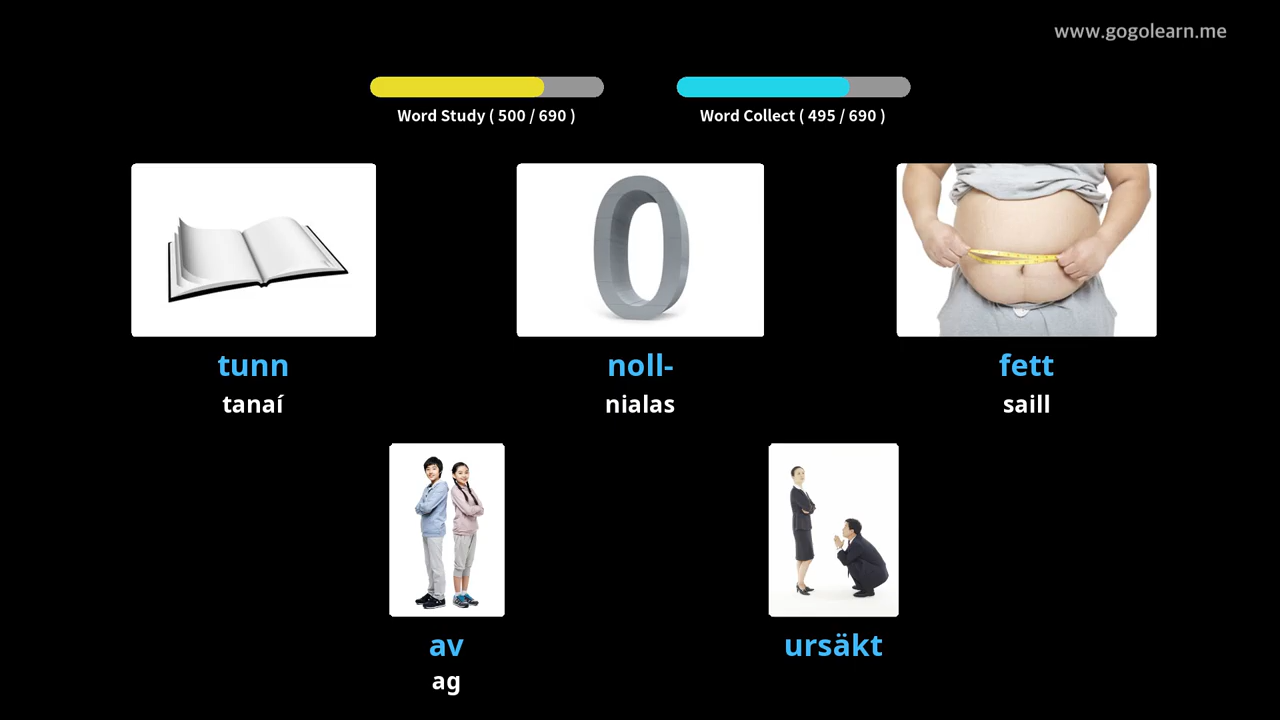 www.gogolearn.me
Word Study ( 500 / 690 )
Word Collect ( 495 / 690 )
tunn
tanaí
noll-
nialas
fett
saill
av
ag
ursäkt